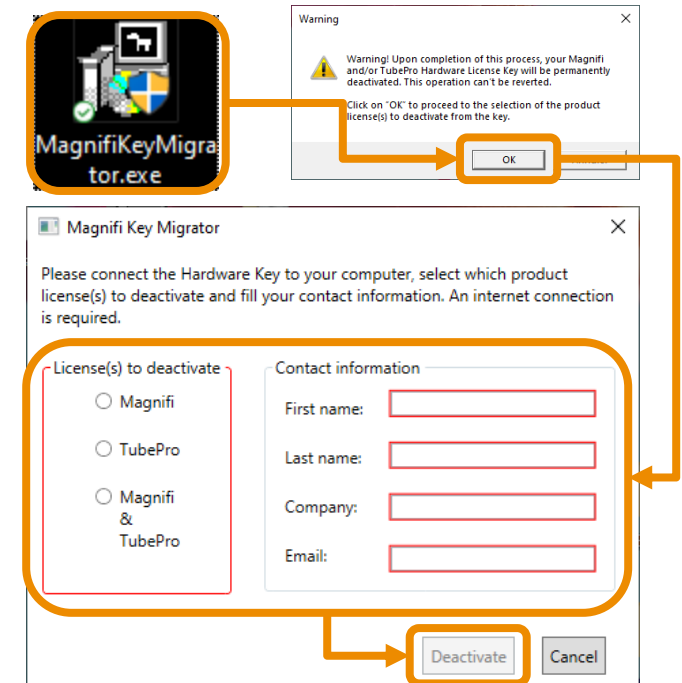 MagnifiKeyMigra
tor.exe
Warning
Warning! Upon completion of this process, your Magnifi
and/or TubePro Hardware License Key will be permanently
deactivated. This operation can't be reverted.
Click on "OK" to proceed to the selection of the product
license(s) to deactivate from the key.
OK
Magnifi Key Migrator
Please connect the Hardware Key to your computer, select which product
license(s) to deactivate and fill your contact information. An internet connection
is required.
License(s) to deactivate
Magnifi
TubePro
Magnifi
&
TubePro
Contact information
First name:
Last name:
Company:
Email:
Deactivate
Cancel